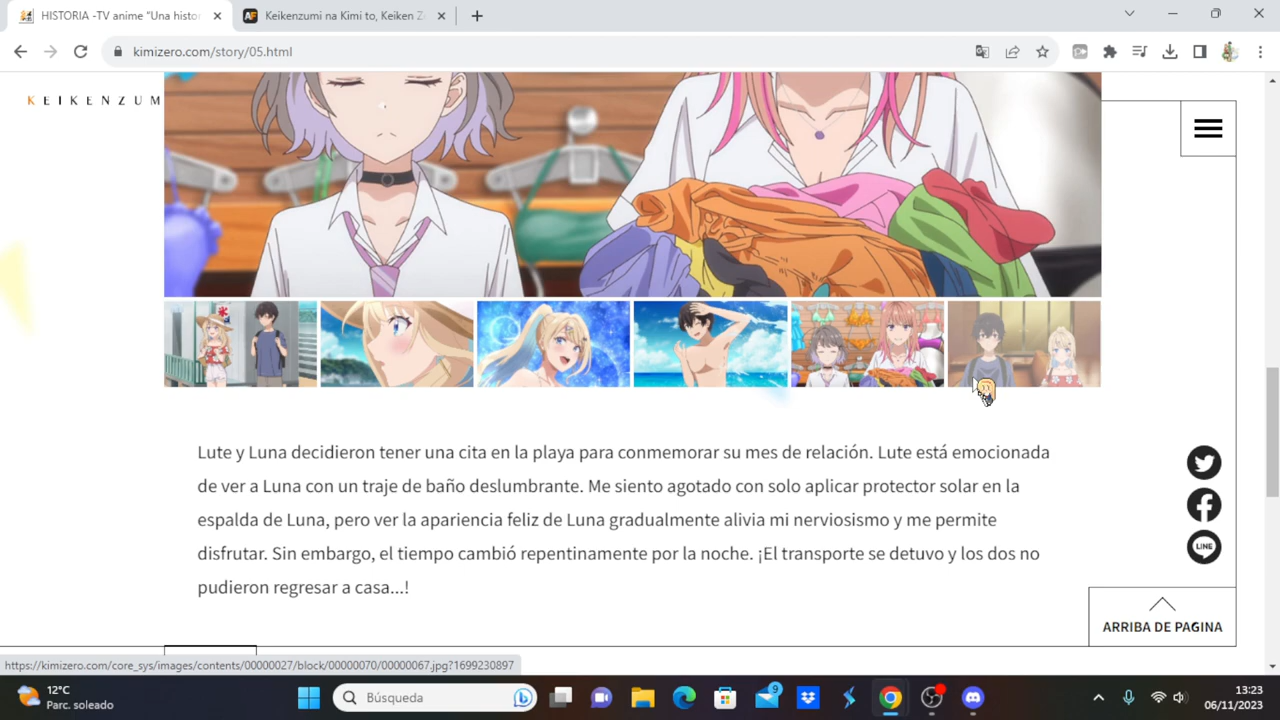 HISTORIA -TV anime “Una histor
AF
Keikenzumi na Kimi to, Keiken Z
kimizero.com/story/05.html
KEIKENZUM
Lute y Luna decidieron tener una cita en la playa para conmemorar su mes de relación. Lute está emocionada
de ver a Luna con un traje de baño deslumbrante. Me siento agotado con solo aplicar protector solar en la
espalda de Luna, pero ver la apariencia feliz de Luna gradualmente alivia mi nerviosismo y me permite
disfrutar. Sin embargo, el tiempo cambió repentinamente por la noche. ¡El transporte se detuvo y los dos no
pudieron regresar a casa...!
LINE
ARRIBA DE PAGINA
https://kimizero.com/core_sys/images/contents/00000027/block/00000070/00000067.jpg?1699230897
12°C
Parc. soleado
Búsqueda
9
13:23
06/11/2023